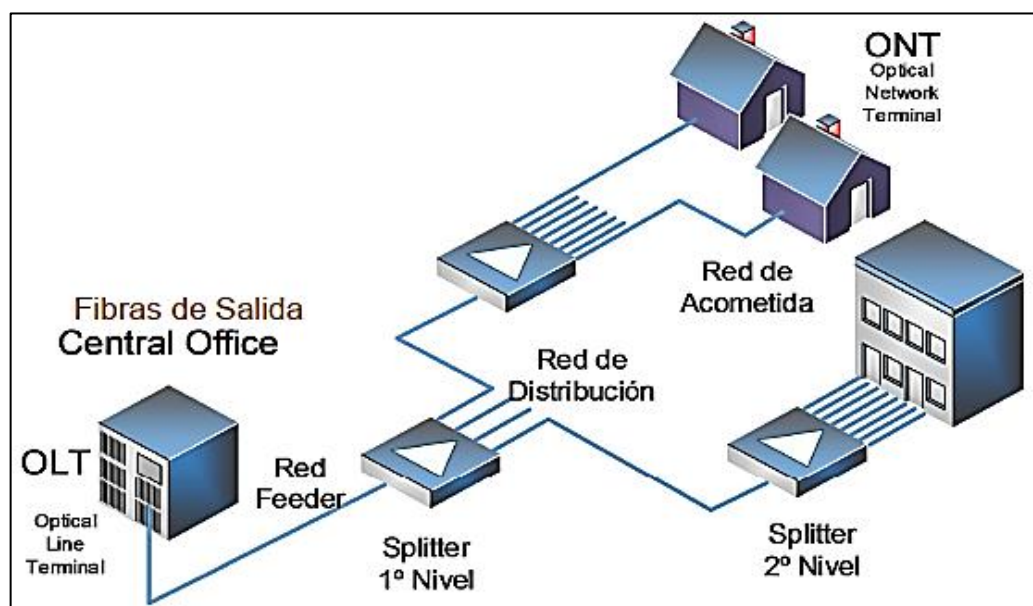 ONT
Optical
Network
Terminal
Red de
Acometida
Fibras de Salida
Central Office
Red de
Distribución
OLT
Optical
Line
Terminal
Red
Feeder
Splitter
1º Nivel
Splitter
2º Nivel